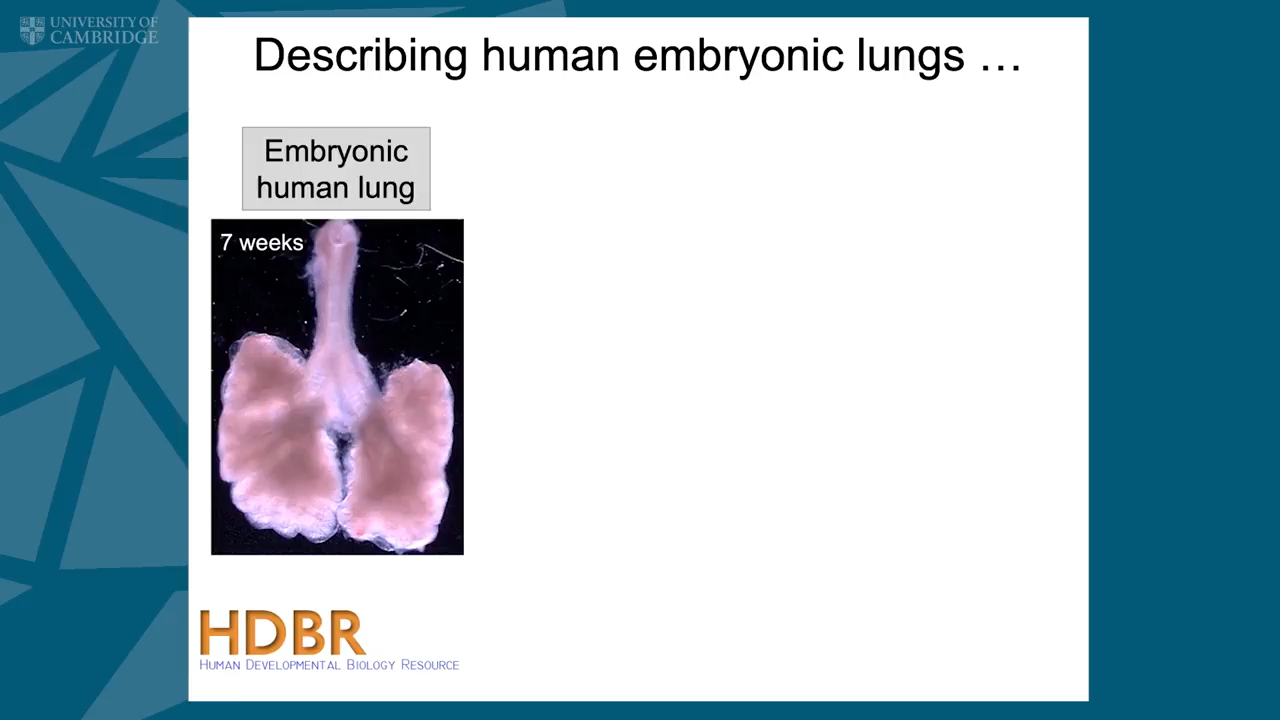 UNIVERSITY OF
CAMBRIDGE
Describing human embryonic lungs …
Embryonic
human lung
7 weeks
HDBR
HUMAN DEVELOPMENTAL BIOLOGY RESOURCE